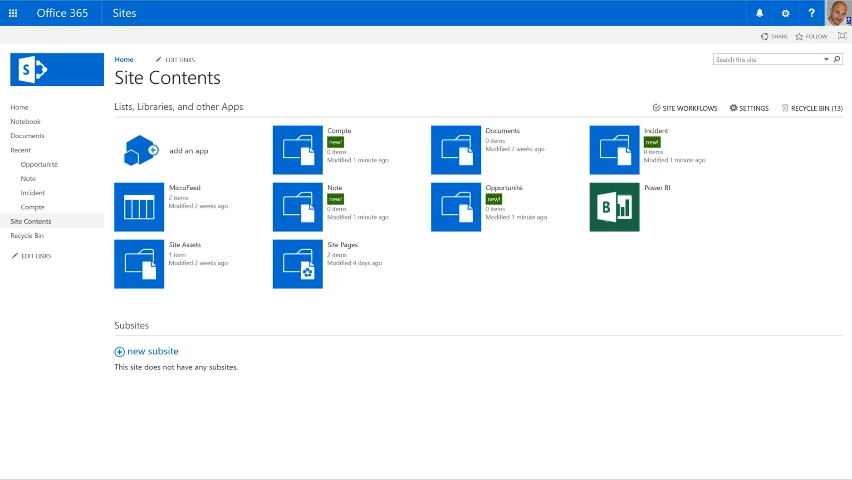 Office 365
Sites
?
SHARE
FOLLOW
S
Home
EDIT LINKS
Search this site
Site Contents
Home
Notebook
Documents
Recent
Opportunité
Note
Incident
Compte
Site Contents
Recycle Bin
EDIT LINKS
Lists, Libraries, and other Apps
SITE WORKFLOWS
SETTINGS
RECYCLE BIN (13)
add an app
Compte
new!
0 items
Modified 1 minute ago
Documents
0 items
Modified 2 weeks ago
Incident
new!
0 items
Modified 1 minute ago
MicroFeed
2 items
Modified 2 weeks ago
Note
new!
0 items
Modified 1 minute ago
Opportunité
new!
0 items
Modified 1 minute ago
Power BI
Site Assets
1 item
Modified 2 weeks ago
Site Pages
2 items
Modified 4 days ago
Subsites
new subsite
This site does not have any subsites.